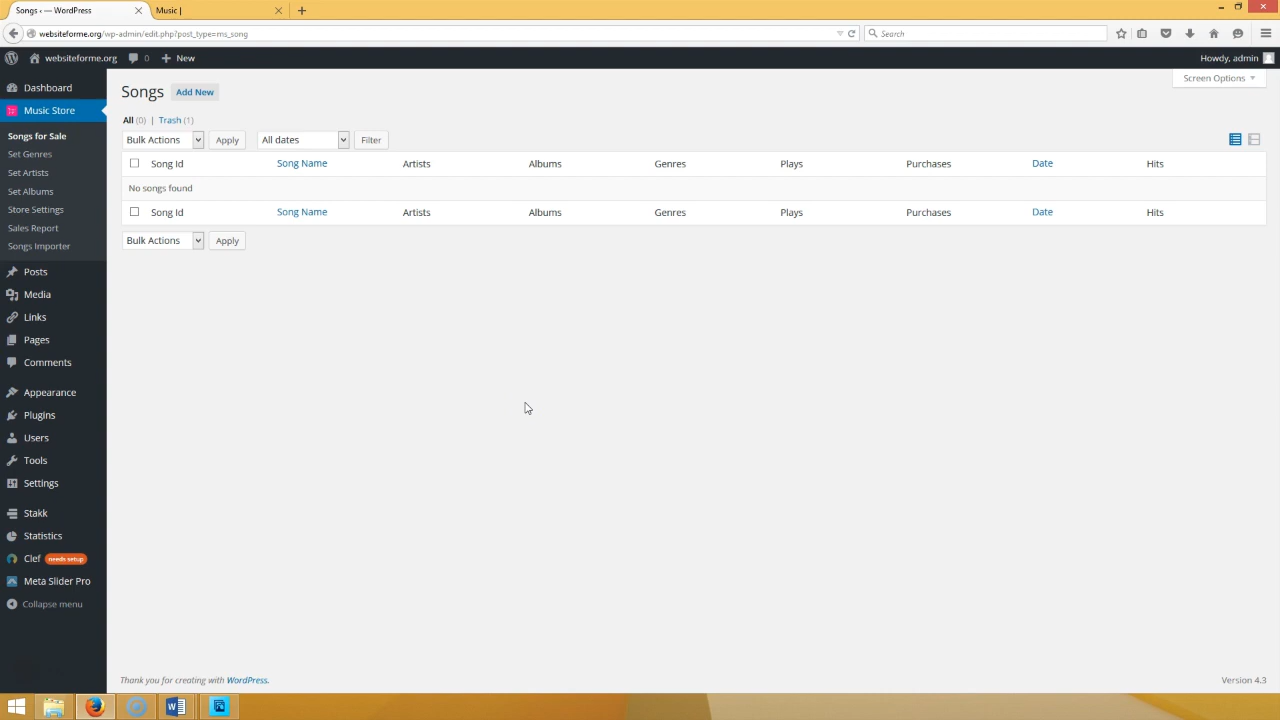 Songs ‹ — WordPress
Music |
websiteforme.org/wp-admin/edit.php?post_type=ms_song
Search
websiteforme.org 0 New
Howdy, admin
Screen Options
Dashboard
Music Store
Songs for Sale
Set Genres
Set Artists
Set Albums
Store Settings
Sales Report
Songs Importer
Posts
Media
Links
Pages
Comments
Appearance
Plugins
Users
Tools
Settings
Stakk
Statistics
Clef needs setup
Meta Slider Pro
Collapse menu
Songs Add New
All (0) | Trash (1)
Bulk Actions Apply All dates Filter
Song Id Song Name Artists Albums Genres Plays Purchases Date Hits
No songs found
Song Id Song Name Artists Albums Genres Plays Purchases Date Hits
Bulk Actions Apply
Thank you for creating with WordPress.
Version 4.3